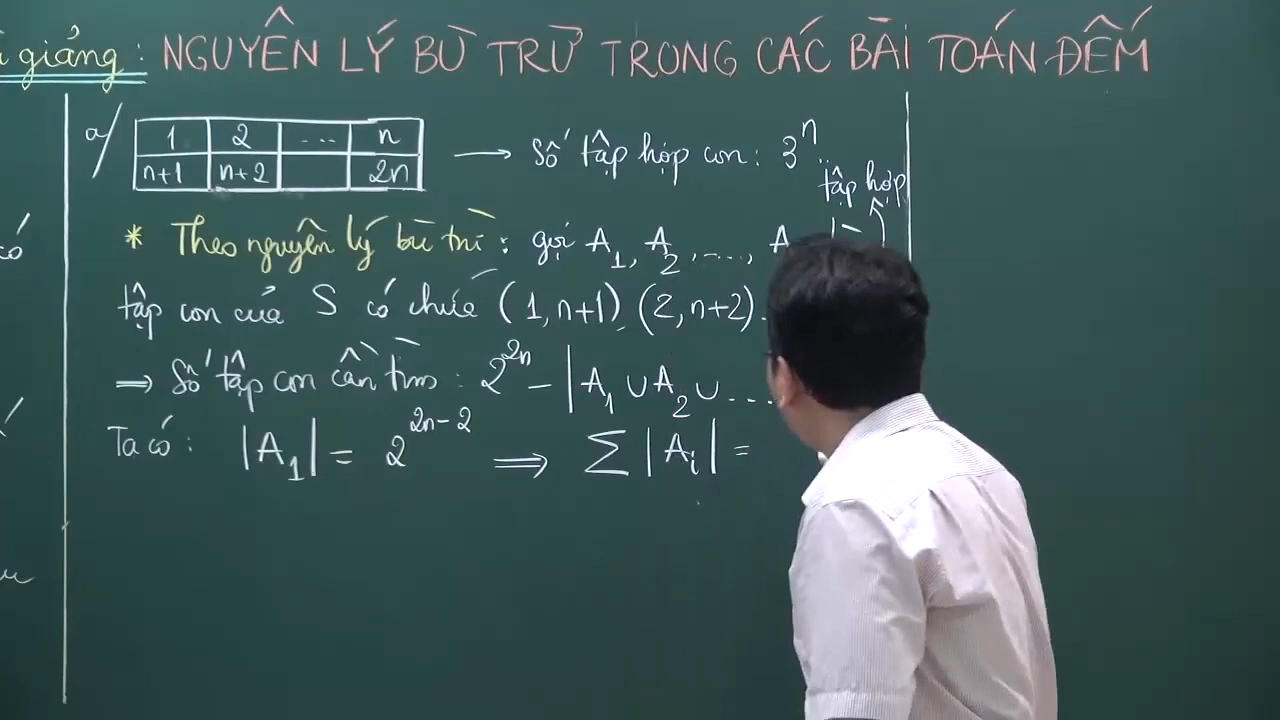 giảng: NGUYÊN LÝ BÙ TRỪ TRONG CÁC BÀI TOÁN ĐẾM
a/ 1 2 ... n
n+1 n+2 2n
→ Số tập hợp con: 3^n
tập hợp
* Theo nguyên lý bù trừ: gọi A_1, A_2, ..., A
tập con của S có chứa (1, n+1), (2, n+2).
⇒ Số tập con cần tìm: 2^{2n} - |A_1 ∪ A_2 ∪ ...
Ta có: |A_1| = 2^{2n-2} ⇒ ∑ |A_i| =
có